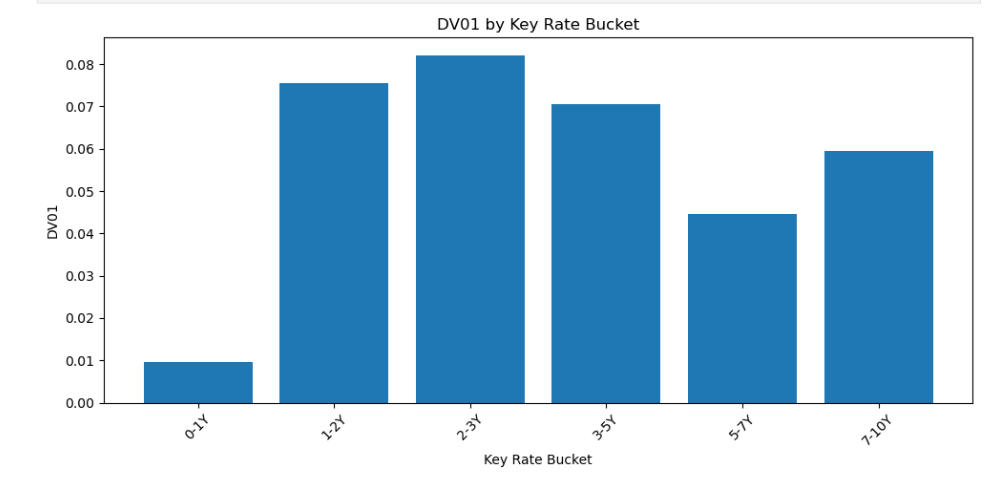 DV01 by Key Rate Bucket
0.08
0.07
0.06
0.05
0.04
0.03
0.02
0.01
0.00
DV01
0-1Y
1-2Y
2-3Y
3-5Y
5-7Y
7-10Y
Key Rate Bucket